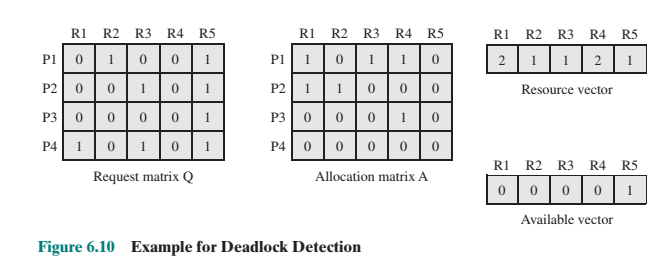 R1 R2 R3 R4 R5
P1 0 1 0 0 1
P2 0 0 1 0 1
P3 0 0 0 0 1
P4 1 0 1 0 1
Request matrix Q
R1 R2 R3 R4 R5
P1 1 0 1 1 0
P2 1 1 0 0 0
P3 0 0 0 1 0
P4 0 0 0 0 0
Allocation matrix A
R1 R2 R3 R4 R5
2 1 1 2 1
Resource vector
R1 R2 R3 R4 R5
0 0 0 0 1
Available vector
Figure 6.10 Example for Deadlock Detection